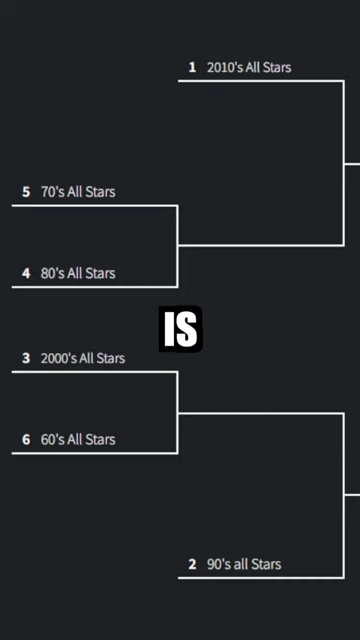 1 2010's All Stars
5 70's All Stars
4 80's All Stars
IS
3 2000's All Stars
6 60's All Stars
2 90's all Stars